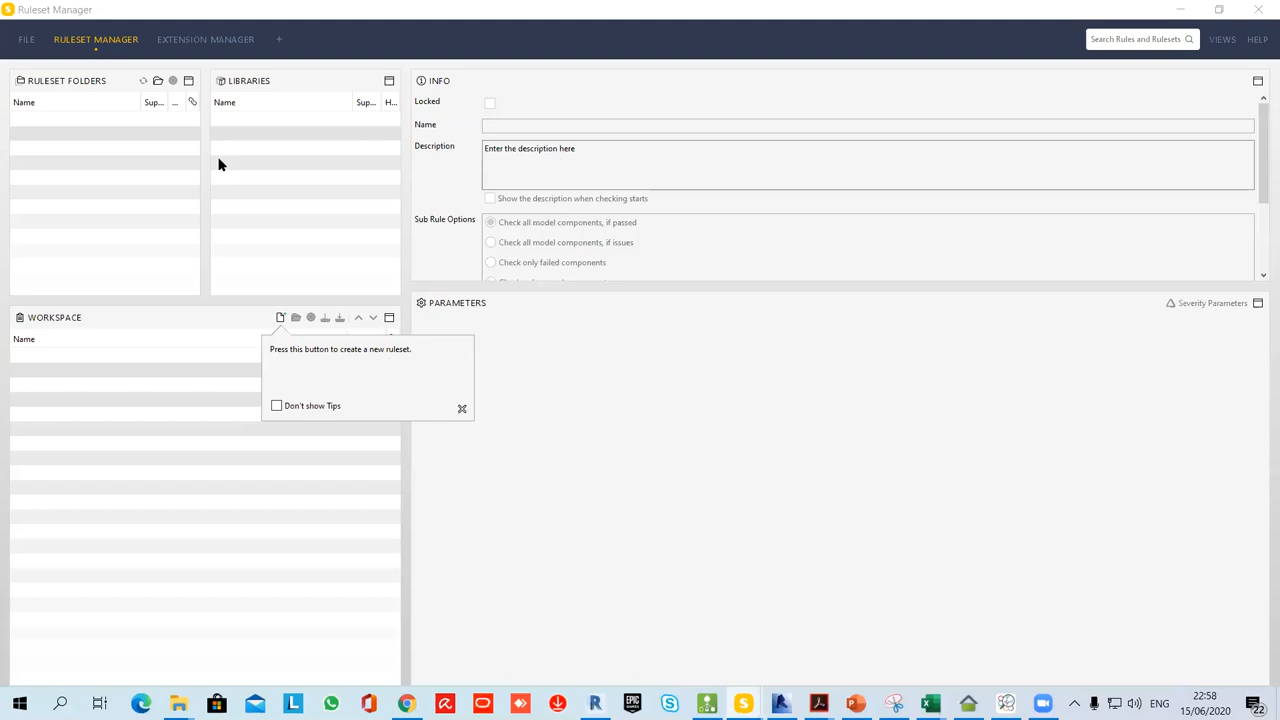 Ruleset Manager
FILE RULESET MANAGER EXTENSION MANAGER + Search Rules and Rulesets VIEWS HELP
RULESET FOLDERS
Name Sup... ...
LIBRARIES
Name Sup... H...
INFO
Locked
Name
Description Enter the description here
Show the description when checking starts
Sub Rule Options Check all model components, if passed
Check all model components, if issues
Check only failed components
WORKSPACE
Name
Press this button to create a new ruleset.
Don't show Tips
PARAMETERS Severity Parameters
22:58
ENG
15/06/2020
22